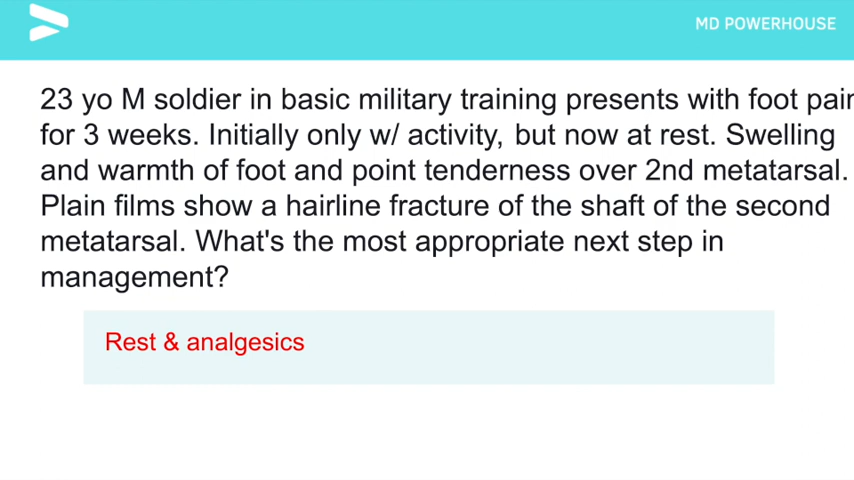 MD POWERHOUSE
23 yo M soldier in basic military training presents with foot pain
for 3 weeks. Initially only w/ activity, but now at rest. Swelling
and warmth of foot and point tenderness over 2nd metatarsal.
Plain films show a hairline fracture of the shaft of the second
metatarsal. What's the most appropriate next step in
management?
Rest & analgesics